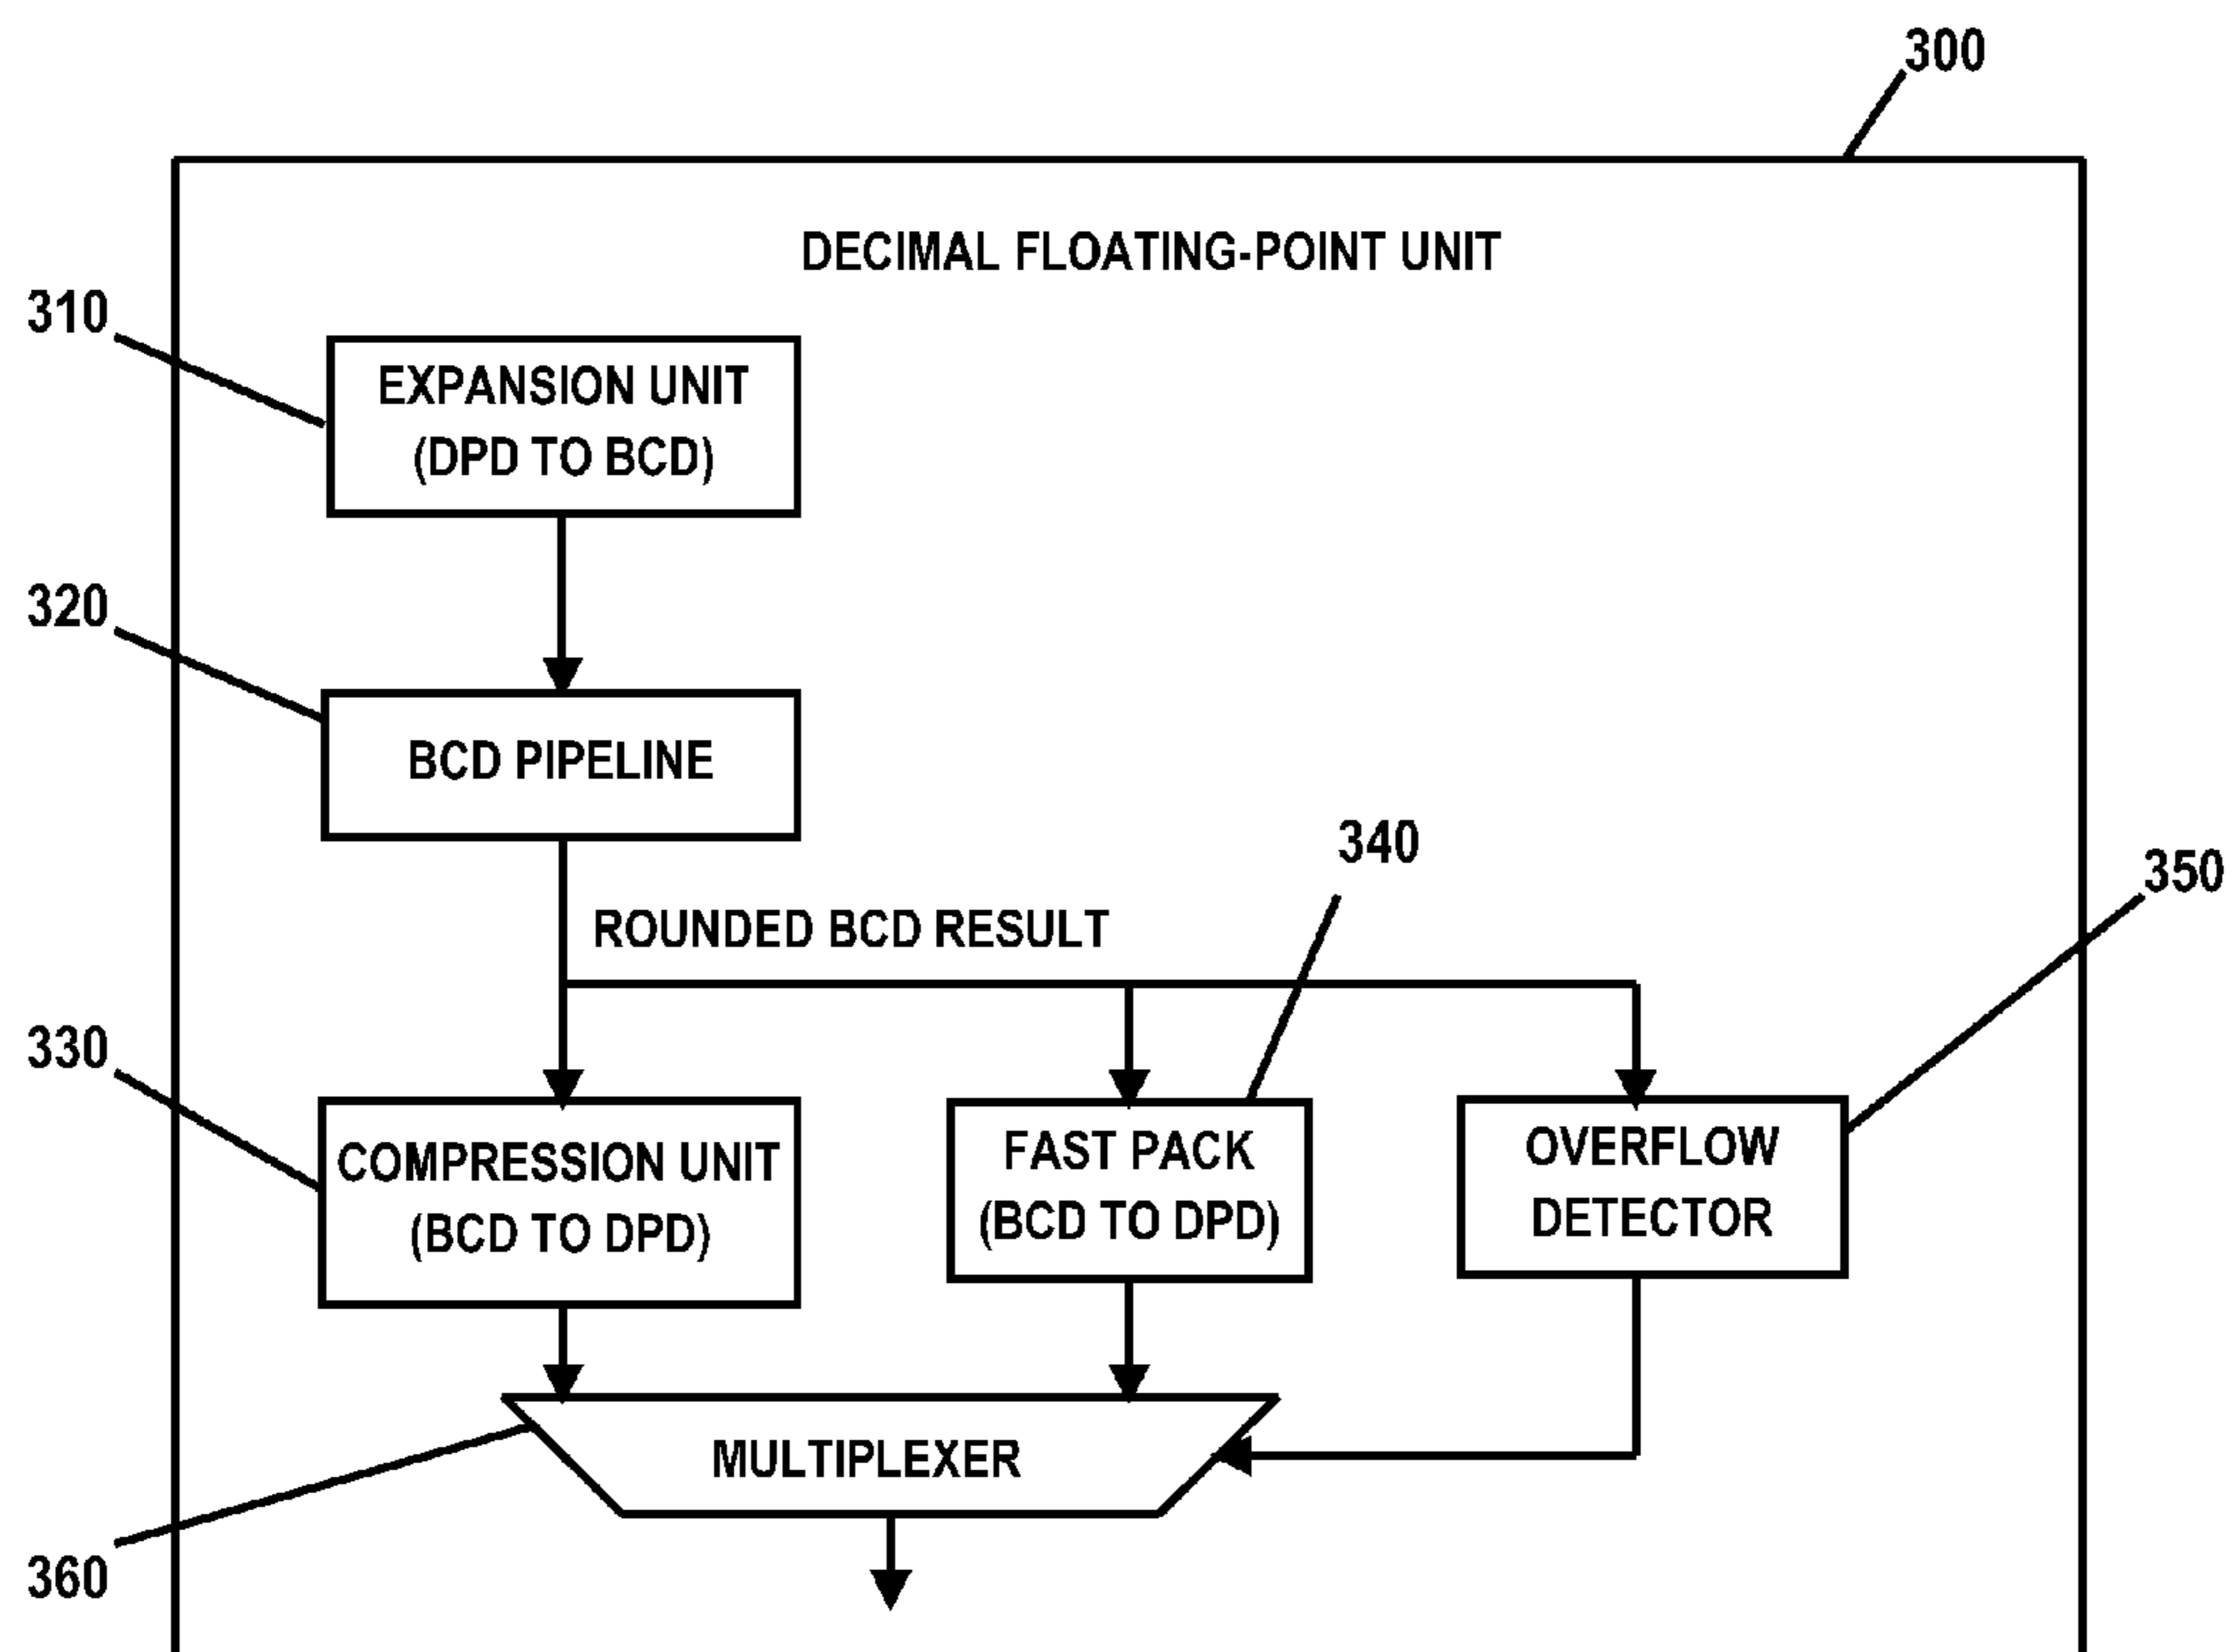 300
DECIMAL FLOATING-POINT UNIT
310
EXPANSION UNIT
(DPD TO BCD)
320
BCD PIPELINE
340
350
ROUNDED BCD RESULT
330
COMPRESSION UNIT
(BCD TO DPD)
FAST PACK
(BCD TO DPD)
OVERFLOW
DETECTOR
MULTIPLEXER
360